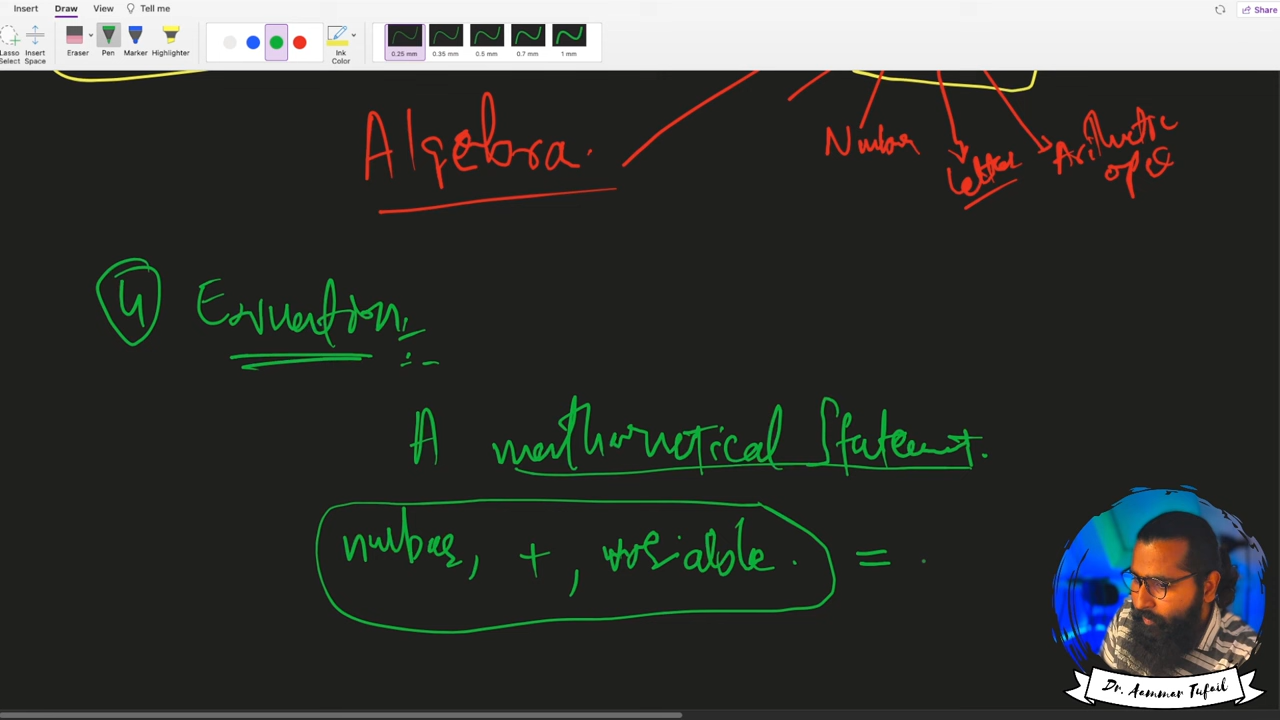 Insert Draw View Tell me
Share
Lasso Select Insert Space Eraser Pen Marker Highlighter Ink Color 0.25 mm 0.35 mm 0.5 mm 0.7 mm 1 mm
Algebra.
Number
Letter
Arithmetic
④ Equation :-
A mathematical Statement.
number, + , variable. = .
Dr. Aammar Tufail